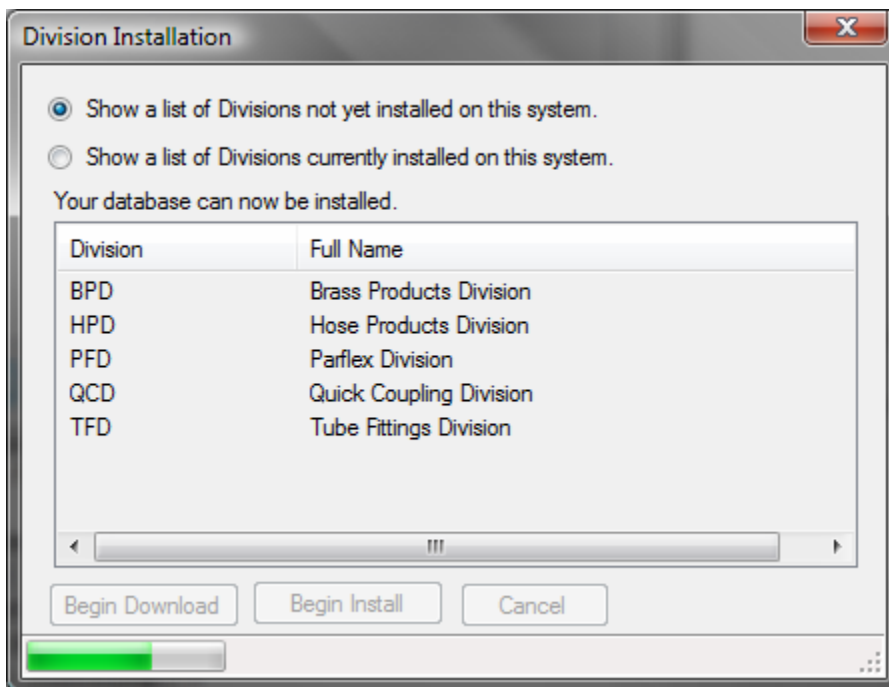 Division Installation
Show a list of Divisions not yet installed on this system.
Show a list of Divisions currently installed on this system.
Your database can now be installed.
Division Full Name
BPD Brass Products Division
HPD Hose Products Division
PFD Parflex Division
QCD Quick Coupling Division
TFD Tube Fittings Division
Begin Download Begin Install Cancel